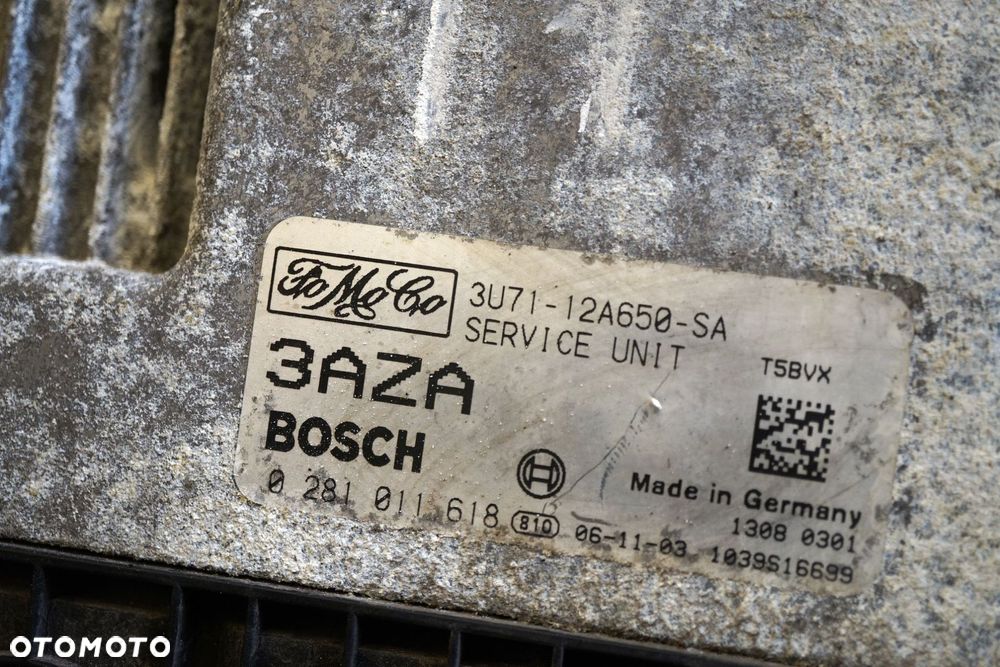 FoMoCo
3U71-12A650-SA
SERVICE UNIT
3AZA
T5BVX
BOSCH
Made in Germany
0 281 011 618
810
06-11-03
1308 0301
1039S16699
OTOMOTO